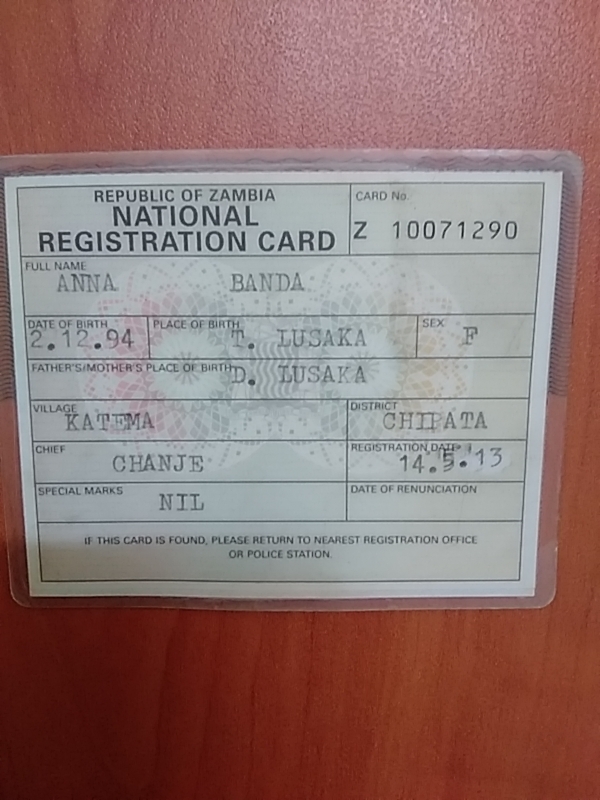 REPUBLIC OF ZAMBIA
NATIONAL
REGISTRATION CARD
CARD No.
Z 10071290
FULL NAME
ANNA BANDA
DATE OF BIRTH
2.12.94
PLACE OF BIRTH
T. LUSAKA
SEX
F
FATHER'S/MOTHER'S PLACE OF BIRTH
D. LUSAKA
VILLAGE
KATEMA
DISTRICT
CHIPATA
CHIEF
CHANJE
REGISTRATION DATE
14.5.13
SPECIAL MARKS
NIL
DATE OF RENUNCIATION
IF THIS CARD IS FOUND, PLEASE RETURN TO NEAREST REGISTRATION OFFICE
OR POLICE STATION.